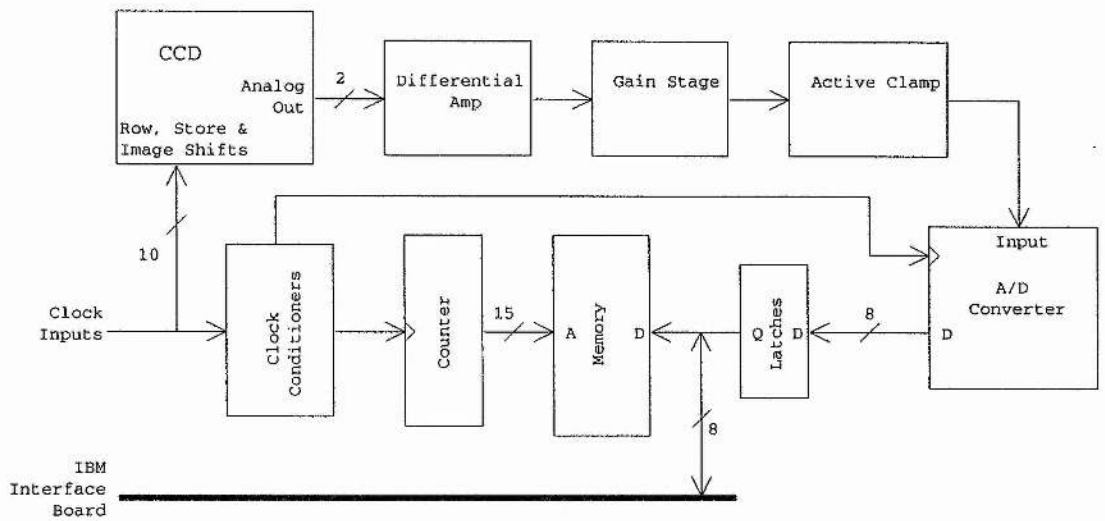 CCD
Analog
Out
Row, Store &
Image Shifts
2
Differential
Amp
Gain Stage
Active Clamp
10
Clock
Inputs
Clock
Conditioners
Counter
15
A
Memory
D
Q
Latches
D
8
Input
A/D
Converter
D
8
IBM
Interface
Board